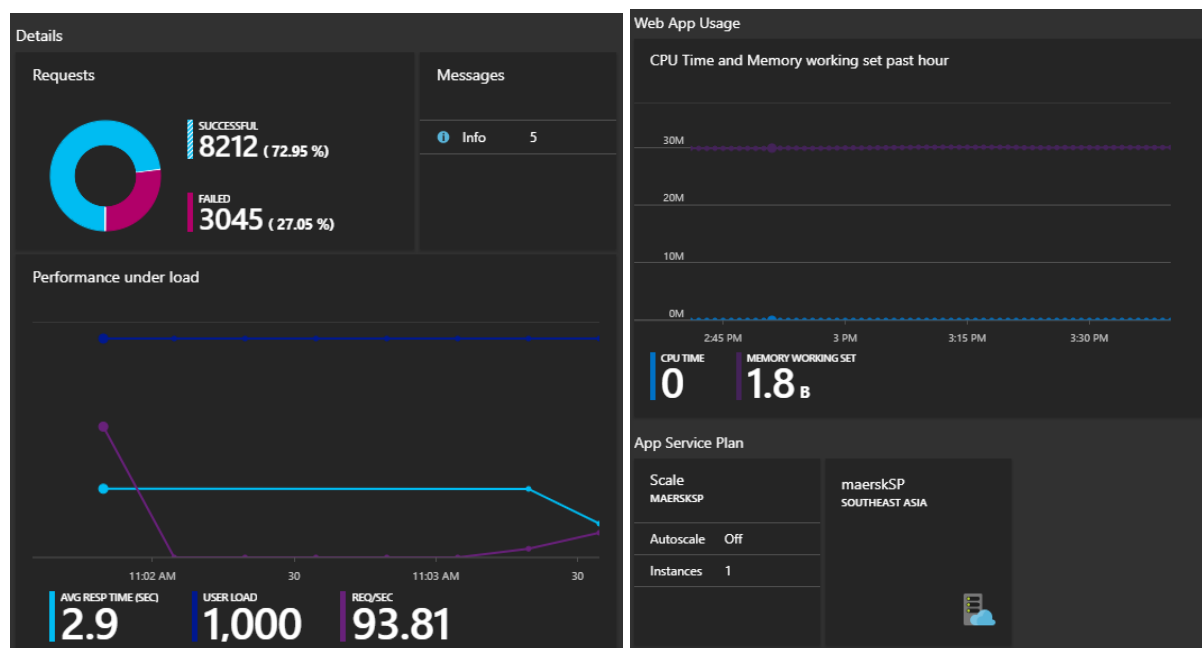 Details
Requests
SUCCESSFUL
8212 ( 72.95 %)
FAILED
3045 ( 27.05 %)
Messages
Info 5
Performance under load
11:02 AM 30 11:03 AM 30
AVG RESP TIME (SEC)
2.9
USER LOAD
1,000
REQ/SEC
93.81
Web App Usage
CPU Time and Memory working set past hour
30M
20M
10M
0M
2:45 PM 3 PM 3:15 PM 3:30 PM
CPU TIME
0
MEMORY WORKING SET
1.8 B
App Service Plan
Scale
MAERSKSP
Autoscale Off
Instances 1
maerskSP
SOUTHEAST ASIA